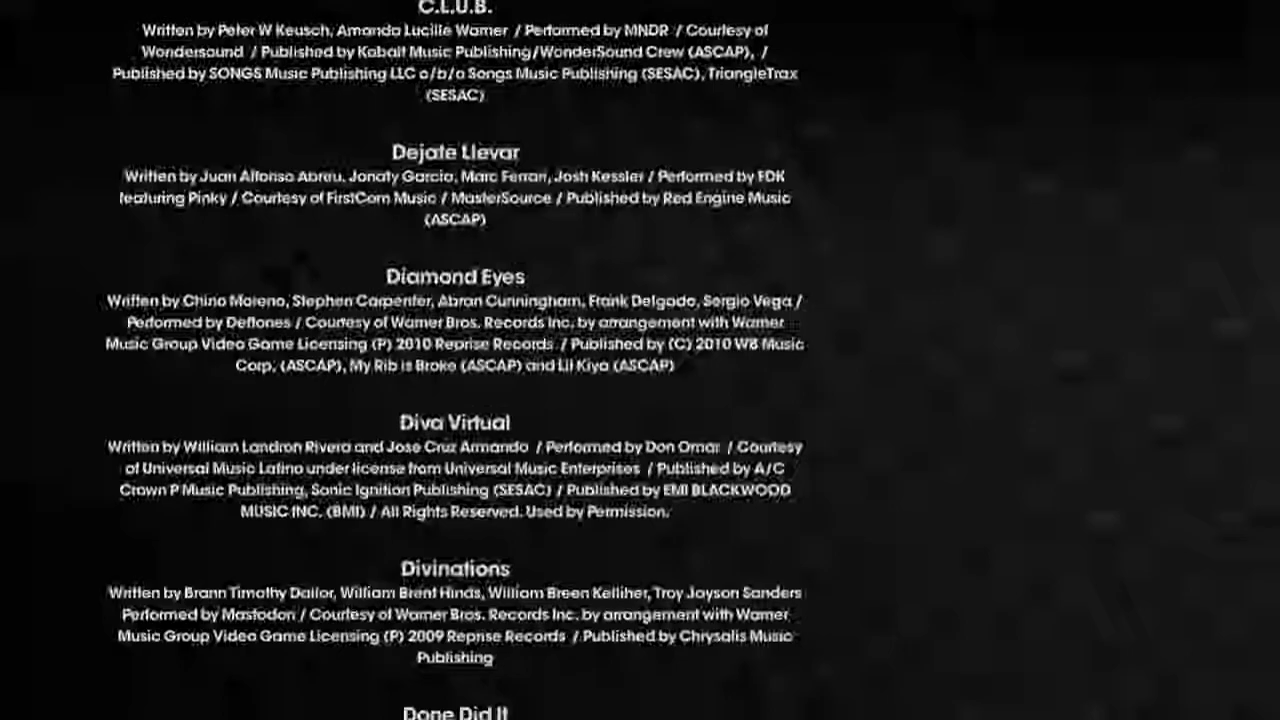 C.L.U.B.
Written by Peter W Keusch, Amanda Lucille Warner / Performed by MNDR / Courtesy of
Wondersound / Published by Kobalt Music Publishing/WonderSound Crew (ASCAP), /
Published by SONGS Music Publishing LLC o/b/o Songs Music Publishing (SESAC), TriangleTrax
(SESAC)
Dejate Llevar
Written by Juan Alfonso Abreu, Jonaty Garcia, Marc Ferrari, Josh Kessler / Performed by FDK
featuring Pinky / Courtesy of FirstCom Music / MasterSource / Published by Red Engine Music
(ASCAP)
Diamond Eyes
Written by Chino Moreno, Stephen Carpenter, Abran Cunningham, Frank Delgado, Sergio Vega /
Performed by Deftones / Courtesy of Warner Bros. Records Inc. by arrangement with Warner
Music Group Video Game Licensing (P) 2010 Reprise Records / Published by (C) 2010 WB Music
Corp. (ASCAP), My Rib is Broke (ASCAP) and Lil Kiyo (ASCAP)
Diva Virtual
Written by William Landron Rivera and Jose Cruz Armando / Performed by Don Omar / Courtesy
of Universal Music Latino under license from Universal Music Enterprises / Published by A/C
Crown P Music Publishing, Sonic Ignition Publishing (SESAC) / Published by EMI BLACKWOOD
MUSIC INC. (BMI) / All Rights Reserved. Used by Permission.
Divinations
Written by Brann Timothy Dailor, William Brent Hinds, William Breen Kelliher, Troy Jayson Sanders
Performed by Mastodon / Courtesy of Warner Bros. Records Inc. by arrangement with Warner
Music Group Video Game Licensing (P) 2009 Reprise Records / Published by Chrysalis Music
Publishing
Done Did It